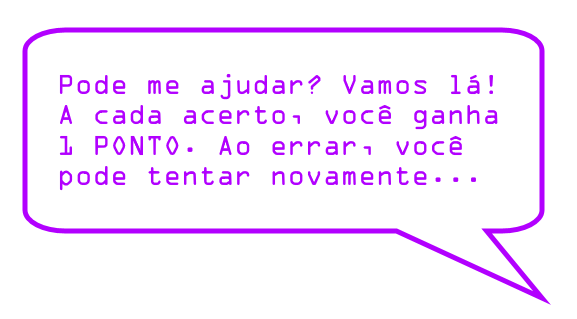 Pode me ajudar? Vamos lá!
A cada acerto, você ganha
1 PONTO. Ao errar, você
pode tentar novamente...